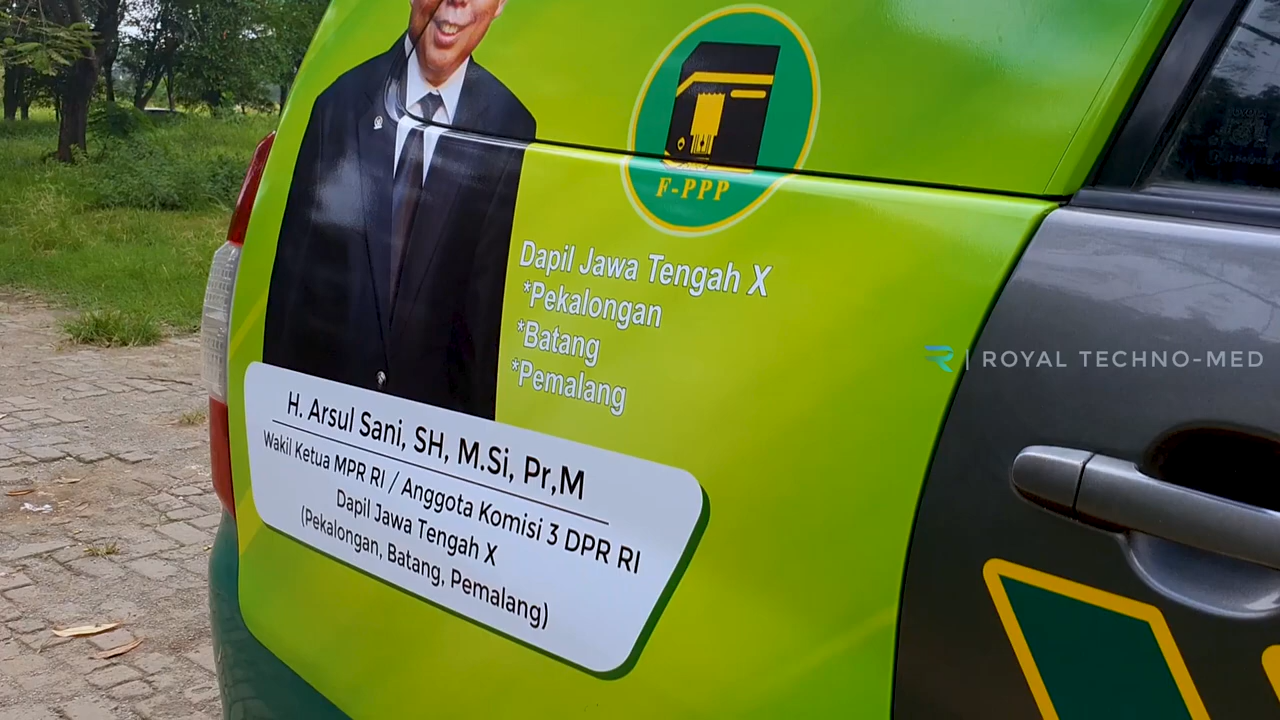 F-PPP
Dapil Jawa Tengah X
*Pekalongan
*Batang
*Pemalang
ROYAL TECHNO-MED
H. Arsul Sani, SH, M.Si, Pr,M
Wakil Ketua MPR RI / Anggota Komisi 3 DPR RI
Dapil Jawa Tengah X
(Pekalongan, Batang, Pemalang)